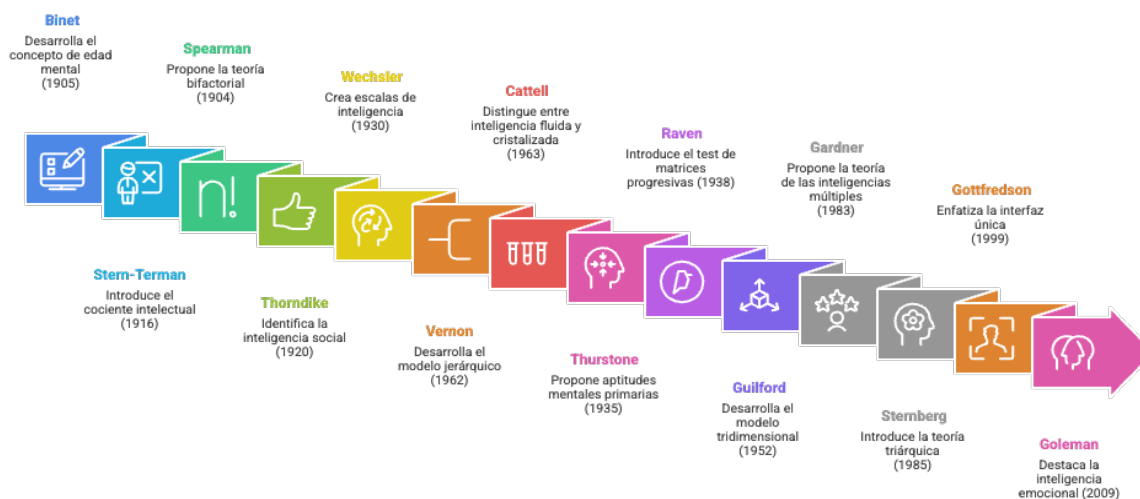 Binet
Desarrolla el
concepto de edad
mental
(1905)
Stern-Terman
Introduce el
cociente intelectual
(1916)
Spearman
Propone la teoría
bifactorial
(1904)
n!
Thorndike
Identifica la
inteligencia social
(1920)
Wechsler
Crea escalas de
inteligencia
(1930)
Vernon
Desarrolla el
modelo jerárquico
(1962)
Cattell
Distingue entre
inteligencia fluida y
cristalizada
(1963)
Thurstone
Propone aptitudes
mentales primarias
(1935)
Raven
Introduce el test de
matrices
progresivas (1938)
Guilford
Desarrolla el
modelo
tridimensional
(1952)
Gardner
Propone la teoría
de las inteligencias
múltiples
(1983)
Sternberg
Introduce la teoría
triárquica
(1985)
Gottfredson
Enfatiza la interfaz
única
(1999)
Goleman
Destaca la
inteligencia
emocional (2009)